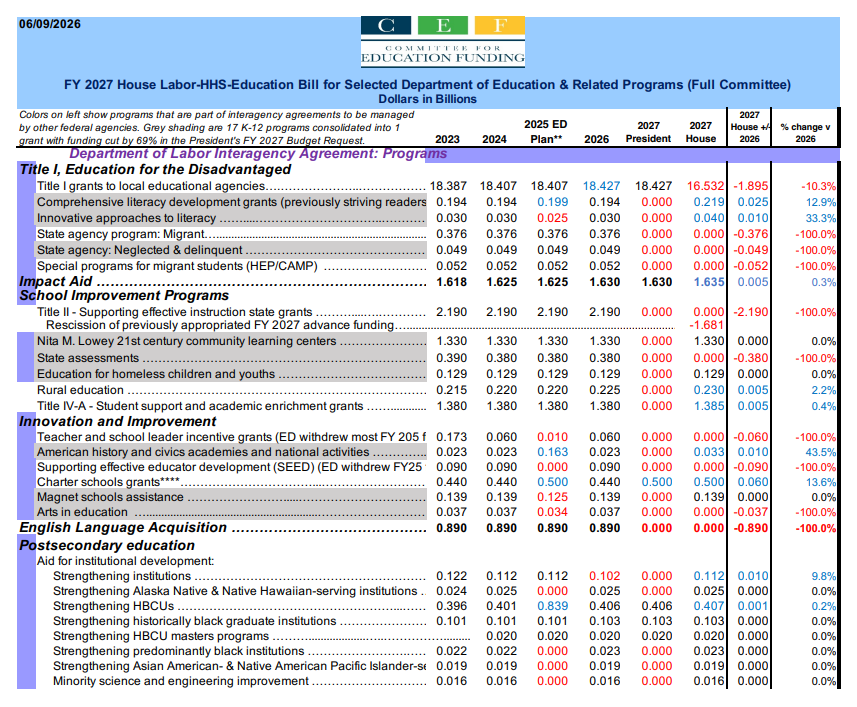 06/09/2026
C E F
COMMITTEE FOR
EDUCATION FUNDING
FY 2027 House Labor-HHS-Education Bill for Selected Department of Education & Related Programs (Full Committee)
Dollars in Billions
Colors on left show programs that are part of interagency agreements to be managed
by other federal agencies. Grey shading are 17 K-12 programs consolidated into 1
grant with funding cut by 69% in the President's FY 2027 Budget Request.
2023 2024 2025 ED Plan** 2026 2027 President 2027 House 2027 House +/- 2026 % change v 2026
Department of Labor Interagency Agreement: Programs
Title I, Education for the Disadvantaged
Title I grants to local educational agencies 18.387 18.407 18.407 18.427 18.427 16.532 -1.895 -10.3%
Comprehensive literacy development grants (previously striving readers 0.194 0.194 0.199 0.194 0.000 0.219 0.025 12.9%
Innovative approaches to literacy 0.030 0.030 0.025 0.030 0.000 0.040 0.010 33.3%
State agency program: Migrant 0.376 0.376 0.376 0.376 0.000 0.000 -0.376 -100.0%
State agency: Neglected & delinquent 0.049 0.049 0.049 0.049 0.000 0.000 -0.049 -100.0%
Special programs for migrant students (HEP/CAMP) 0.052 0.052 0.052 0.052 0.000 0.000 -0.052 -100.0%
Impact Aid 1.618 1.625 1.625 1.630 1.630 1.635 0.005 0.3%
School Improvement Programs
Title II - Supporting effective instruction state grants 2.190 2.190 2.190 2.190 0.000 0.000 -2.190 -100.0%
Rescission of previously appropriated FY 2027 advance funding -1.681
Nita M. Lowey 21st century community learning centers 1.330 1.330 1.330 1.330 0.000 1.330 0.000 0.0%
State assessments 0.390 0.380 0.380 0.380 0.000 0.000 -0.380 -100.0%
Education for homeless children and youths 0.129 0.129 0.129 0.129 0.000 0.129 0.000 0.0%
Rural education 0.215 0.220 0.220 0.225 0.000 0.230 0.005 2.2%
Title IV-A - Student support and academic enrichment grants 1.380 1.380 1.380 1.380 0.000 1.385 0.005 0.4%
Innovation and Improvement
Teacher and school leader incentive grants (ED withdrew most FY 205 f 0.173 0.060 0.010 0.060 0.000 0.000 -0.060 -100.0%
American history and civics academies and national activities 0.023 0.023 0.163 0.023 0.000 0.033 0.010 43.5%
Supporting effective educator development (SEED) (ED withdrew FY25 0.090 0.090 0.000 0.090 0.000 0.000 -0.090 -100.0%
Charter schools grants**** 0.440 0.440 0.500 0.440 0.500 0.500 0.060 13.6%
Magnet schools assistance 0.139 0.139 0.125 0.139 0.000 0.139 0.000 0.0%
Arts in education 0.037 0.037 0.034 0.037 0.000 0.000 -0.037 -100.0%
English Language Acquisition 0.890 0.890 0.890 0.890 0.000 0.000 -0.890 -100.0%
Postsecondary education
Aid for institutional development:
Strengthening institutions 0.122 0.112 0.112 0.102 0.000 0.112 0.010 9.8%
Strengthening Alaska Native & Native Hawaiian-serving institutions 0.024 0.025 0.000 0.025 0.000 0.025 0.000 0.0%
Strengthening HBCUs 0.396 0.401 0.839 0.406 0.406 0.407 0.001 0.2%
Strengthening historically black graduate institutions 0.101 0.101 0.101 0.103 0.103 0.103 0.000 0.0%
Strengthening HBCU masters programs 0.020 0.020 0.020 0.020 0.020 0.000 0.0%
Strengthening predominantly black institutions 0.022 0.022 0.000 0.023 0.000 0.023 0.000 0.0%
Strengthening Asian American- & Native American Pacific Islander-se 0.019 0.019 0.000 0.019 0.000 0.019 0.000 0.0%
Minority science and engineering improvement 0.016 0.016 0.000 0.016 0.000 0.016 0.000 0.0%